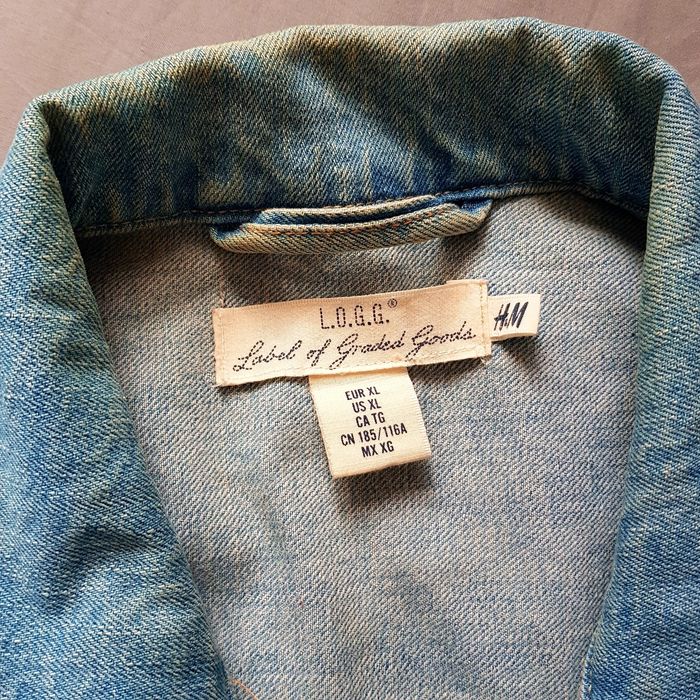 L.O.G.G.®
Label of Graded Goods
H&M
EUR XL
US XL
CA TG
CN 185/116A
MX XG